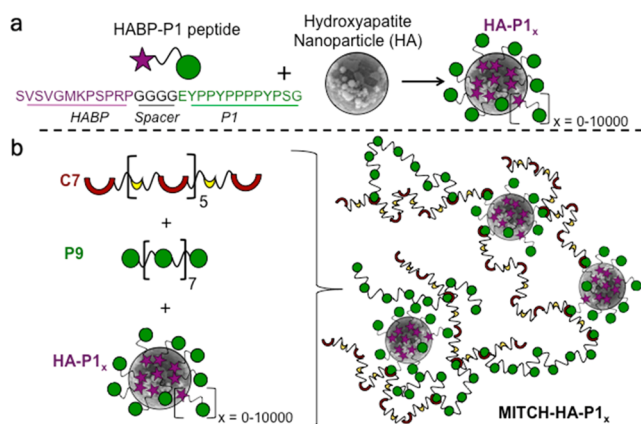 a
HABP-P1 peptide
SVSVGMKPSPRPGGGGEYPPYPPPPYPSG
HABP Spacer P1
+
Hydroxyapatite
Nanoparticle (HA)
HA-P1x
x = 0-10000
b
C7
5
+
P9
7
+
HA-P1x
x = 0-10000
MITCH-HA-P1x